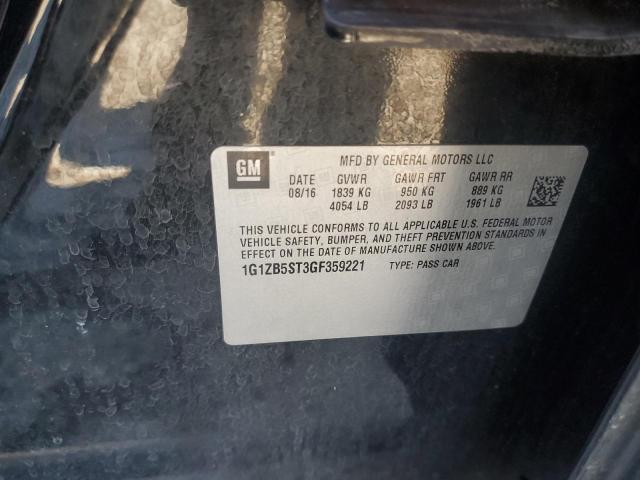 GM
MFD BY GENERAL MOTORS LLC
DATE GVWR GAWR FRT GAWR RR
08/16 1839 KG 950 KG 889 KG
4054 LB 2093 LB 1961 LB
THIS VEHICLE CONFORMS TO ALL APPLICABLE U.S. FEDERAL MOTOR
VEHICLE SAFETY, BUMPER, AND THEFT PREVENTION STANDARDS IN
EFFECT ON THE DATE OF MANUFACTURE SHOWN ABOVE.
1G1ZB5ST3GF359221 TYPE: PASS CAR